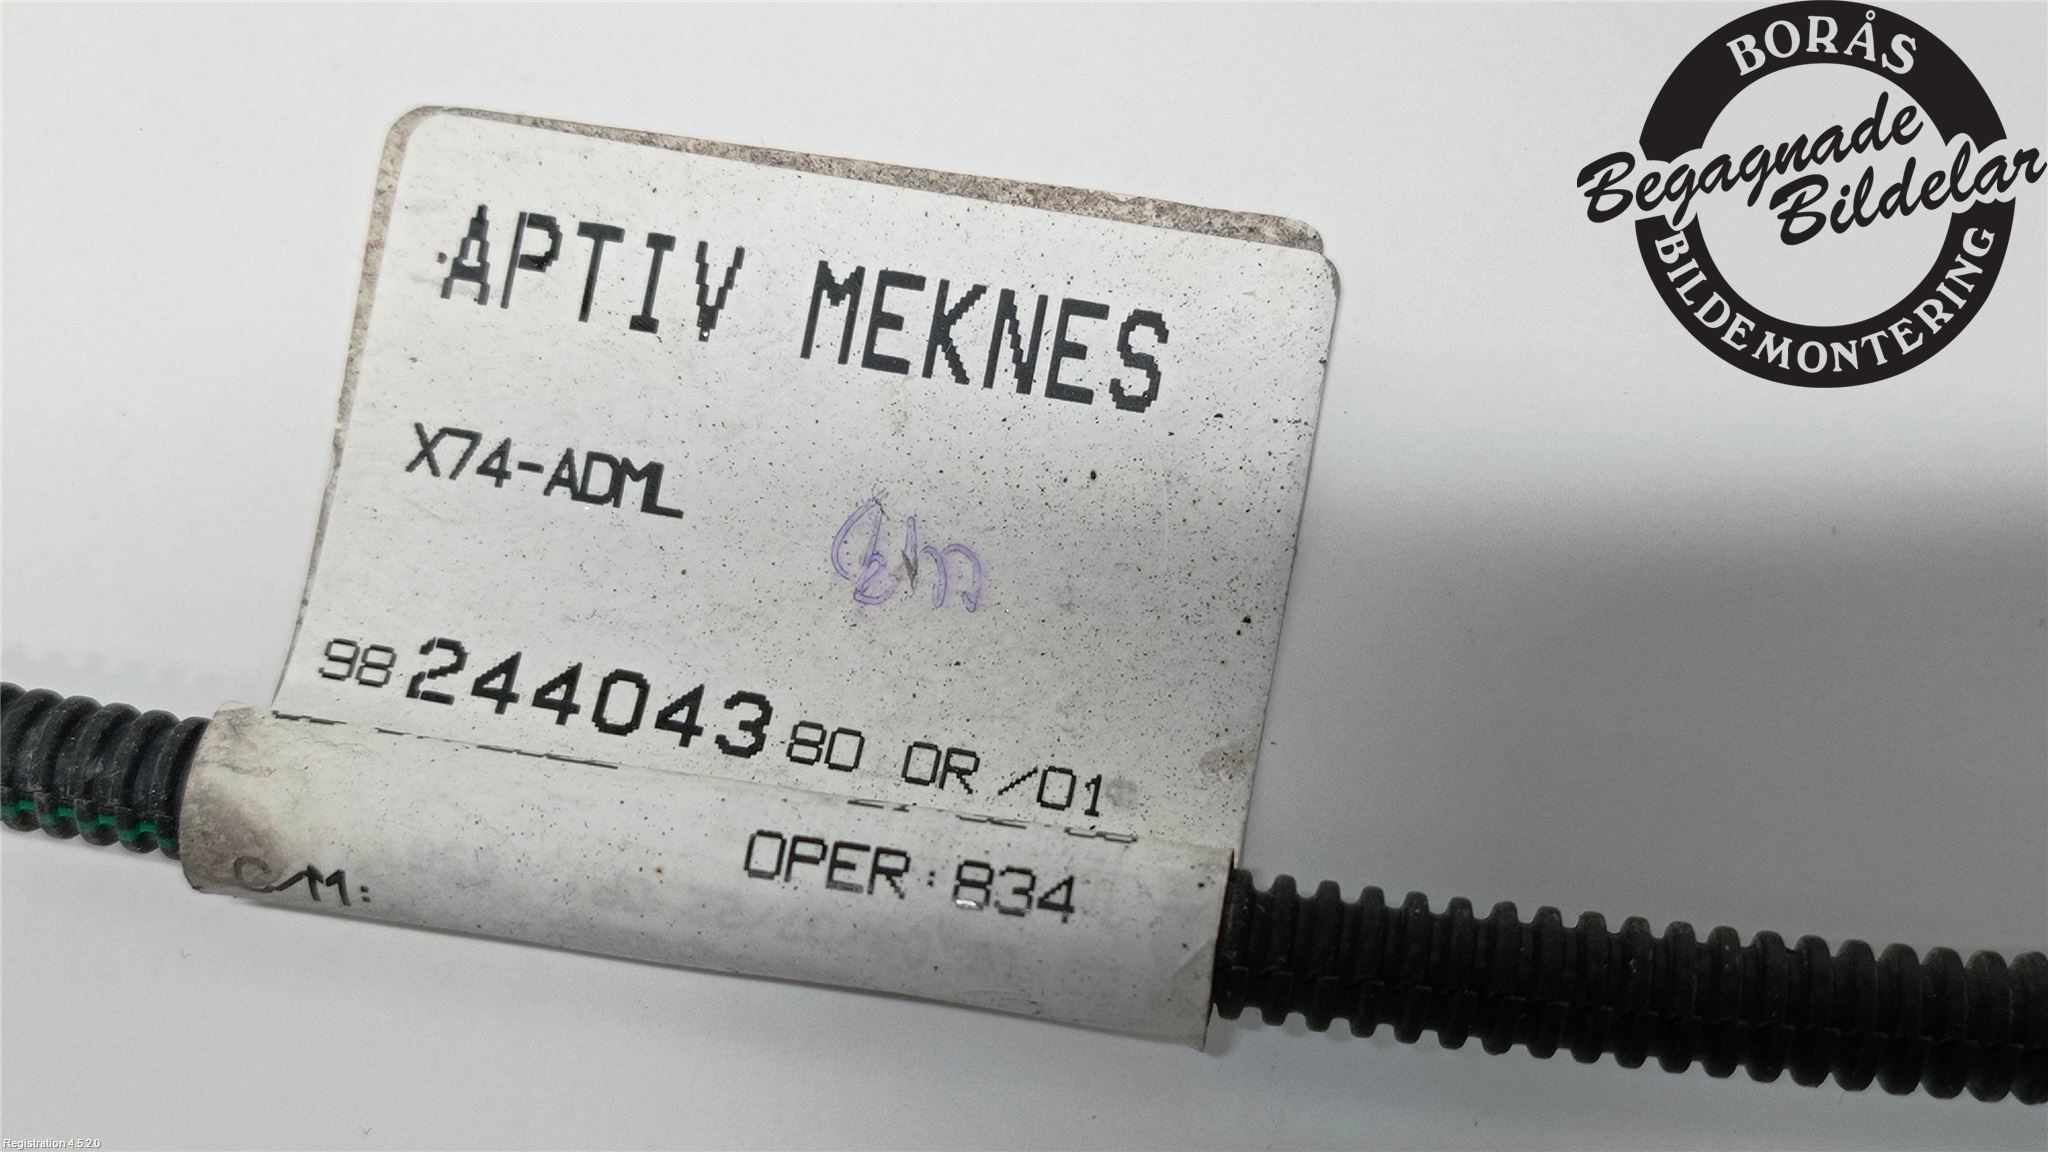 BORÅS
Begagnade
Bildelar
BILDEMONTERING
APTIV MEKNES
X74-ADML
98 244043 80 OR /01
OPER : 834
C/M:
Registration 4.5.2.0